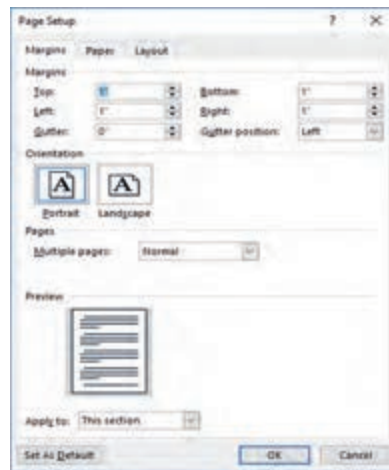 Page Setup ? ×
Margins Paper Layout
Margins
Top: 1" Bottom: 1"
Left: 1" Right: 1"
Gutter: 0" Gutter position: Left
Orientation
A A
Portrait Landscape
Pages
Multiple pages: Normal
Preview
Apply to: This section
Set As Default OK Cancel